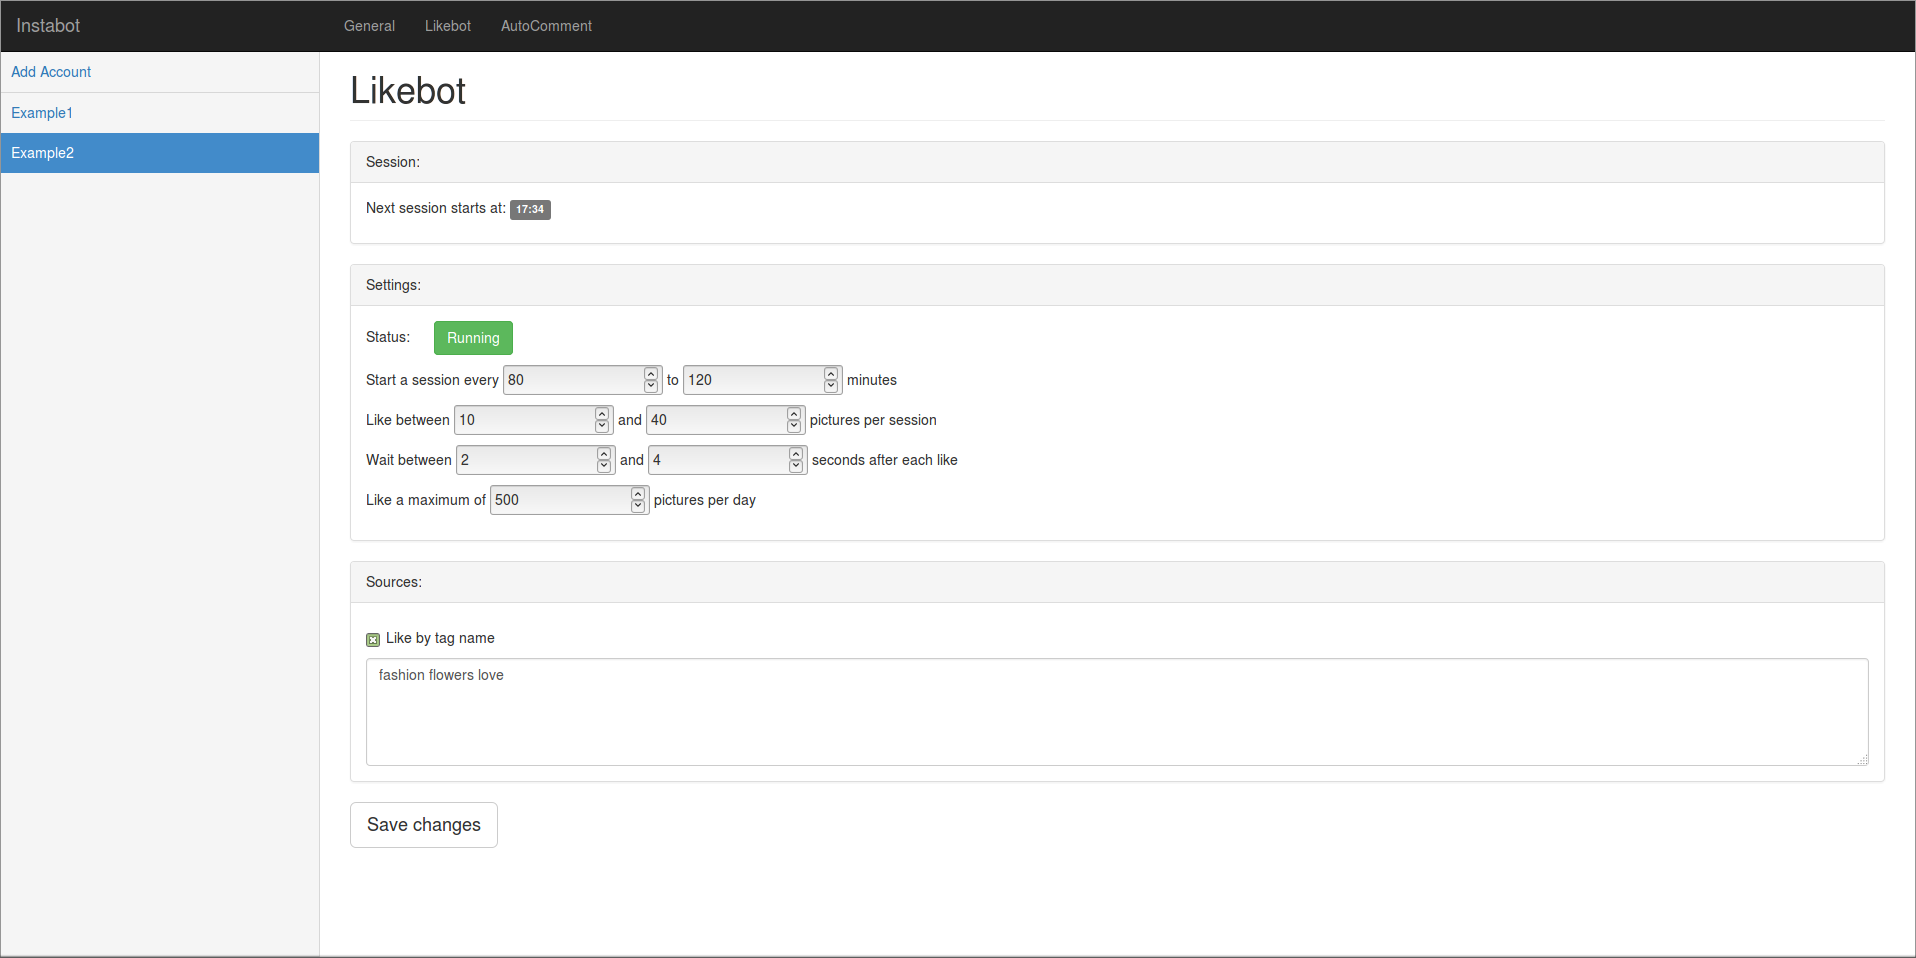 Instabot General Likebot AutoComment
Add Account
Example1
Example2
Likebot
Session:
Next session starts at: 17:34
Settings:
Status: Running
Start a session every 80 to 120 minutes
Like between 10 and 40 pictures per session
Wait between 2 and 4 seconds after each like
Like a maximum of 500 pictures per day
Sources:
Like by tag name
fashion flowers love
Save changes